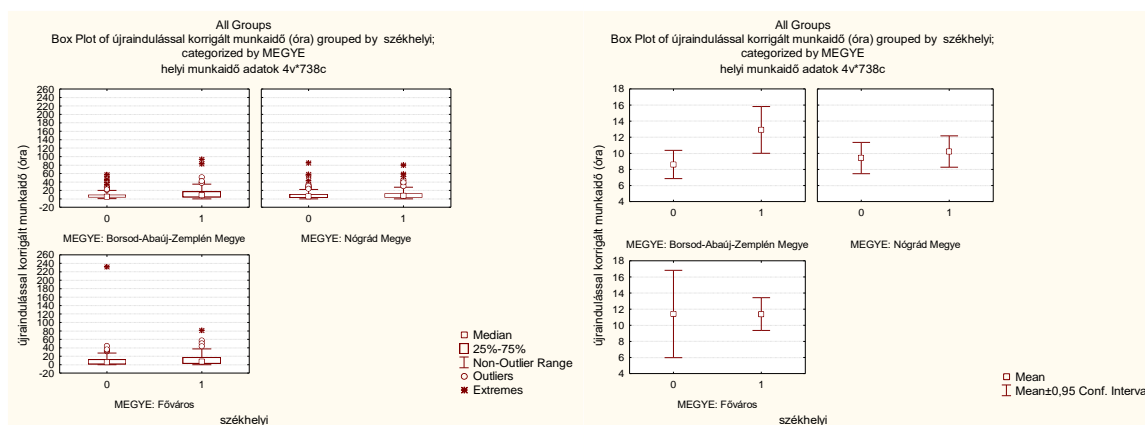 All Groups
Box Plot of újraindulással korrigált munkaidő (óra) grouped by székhelyi;
categorized by MEGYE
helyi munkaidő adatok 4v*738c
újraindulással korrigált munkaidő (óra)
260
240
220
200
180
160
140
120
100
80
60
40
20
0
-20
0
1
MEGYE: Borsod-Abaúj-Zemplén Megye
0
1
MEGYE: Nógrád Megye
260
240
220
200
180
160
140
120
100
80
60
40
20
0
-20
0
1
MEGYE: Főváros
székhelyi
Median
25%-75%
Non-Outlier Range
Outliers
Extremes
All Groups
Box Plot of újraindulással korrigált munkaidő (óra) grouped by székhelyi;
categorized by MEGYE
helyi munkaidő adatok 4v*738c
újraindulással korrigált munkaidő (óra)
18
16
14
12
10
8
6
4
0
1
MEGYE: Borsod-Abaúj-Zemplén Megye
0
1
MEGYE: Nógrád Megye
18
16
14
12
10
8
6
4
0
1
MEGYE: Főváros
székhelyi
Mean
Mean±0,95 Conf. Interva